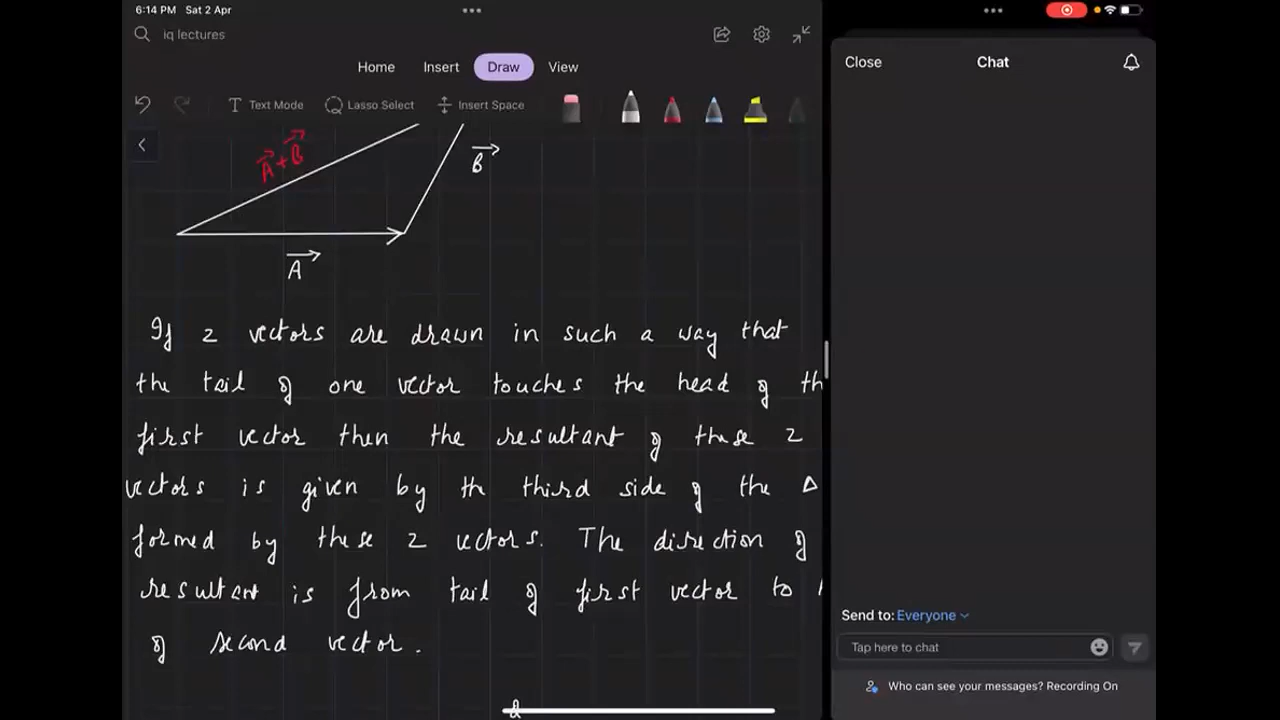 6:14 PM Sat 2 Apr
iq lectures
Home Insert Draw View
Text Mode Lasso Select Insert Space
A+B
B
A
If 2 vectors are drawn in such a way that
the tail of one vector touches the head of th
first vector then the resultant of these 2
vectors is given by the third side of the Δ
formed by these 2 vectors. The direction of
resultant is from tail of first vector to
of second vector.
Close Chat
Send to: Everyone
Tap here to chat
Who can see your messages? Recording On